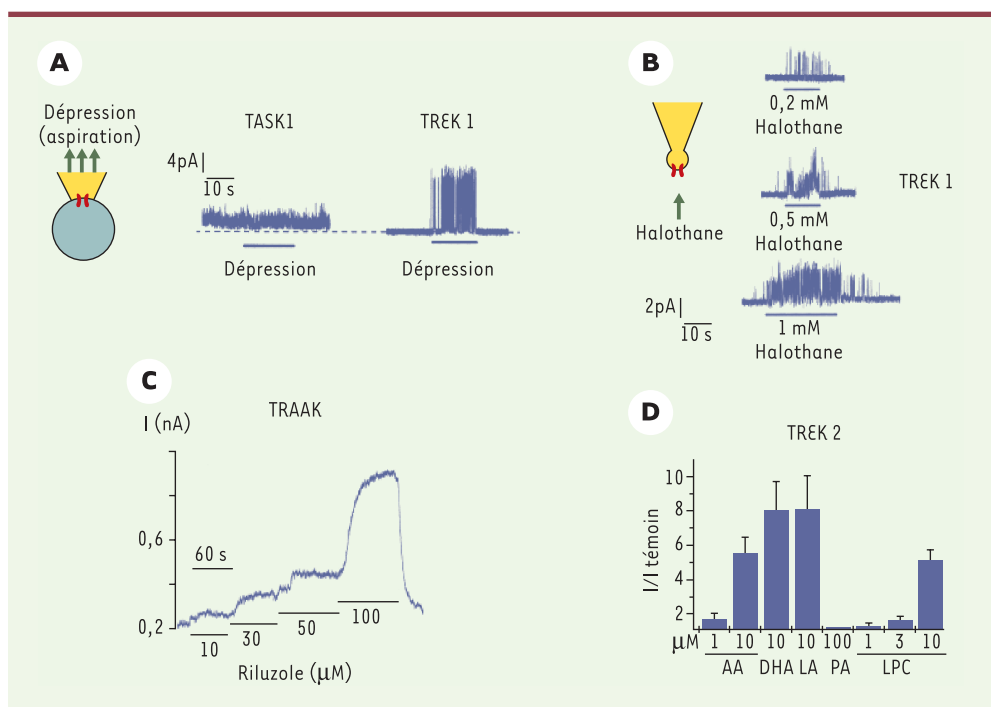 A
Dépression
(aspiration)
TASK1
TREK 1
4pA
10 s
Dépression
Dépression
B
0,2 mM
Halothane
0,5 mM
Halothane
TREK 1
Halothane
1 mM
Halothane
2pA
10 s
C
TRAAK
I (nA)
0,6
60 s
0,2
10
30
50
100
Riluzole (μM)
D
TREK 2
I/I témoin
10
8
6
4
2
μM 1 10 10 10 100 1 3 10
AA DHA LA PA LPC